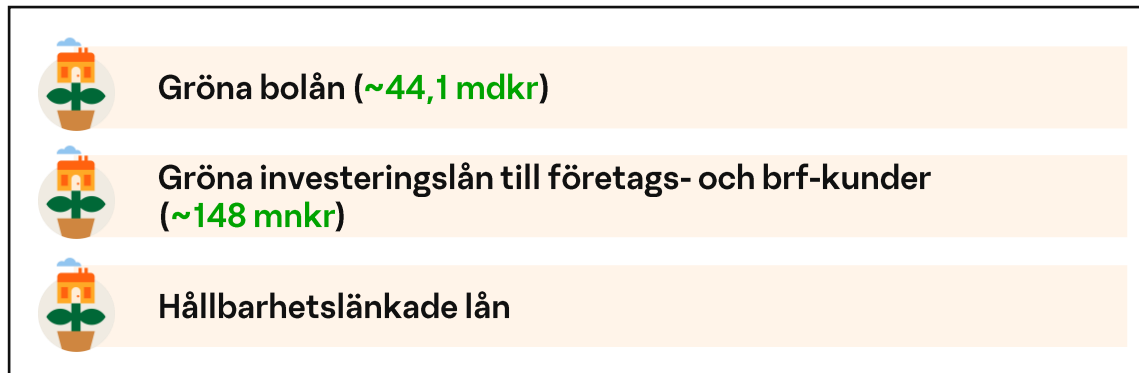 Gröna bolån (~44,1 mdkr)
Gröna investeringslån till företags- och brf-kunder
(~148 mnkr)
Hållbarhetslänkade lån